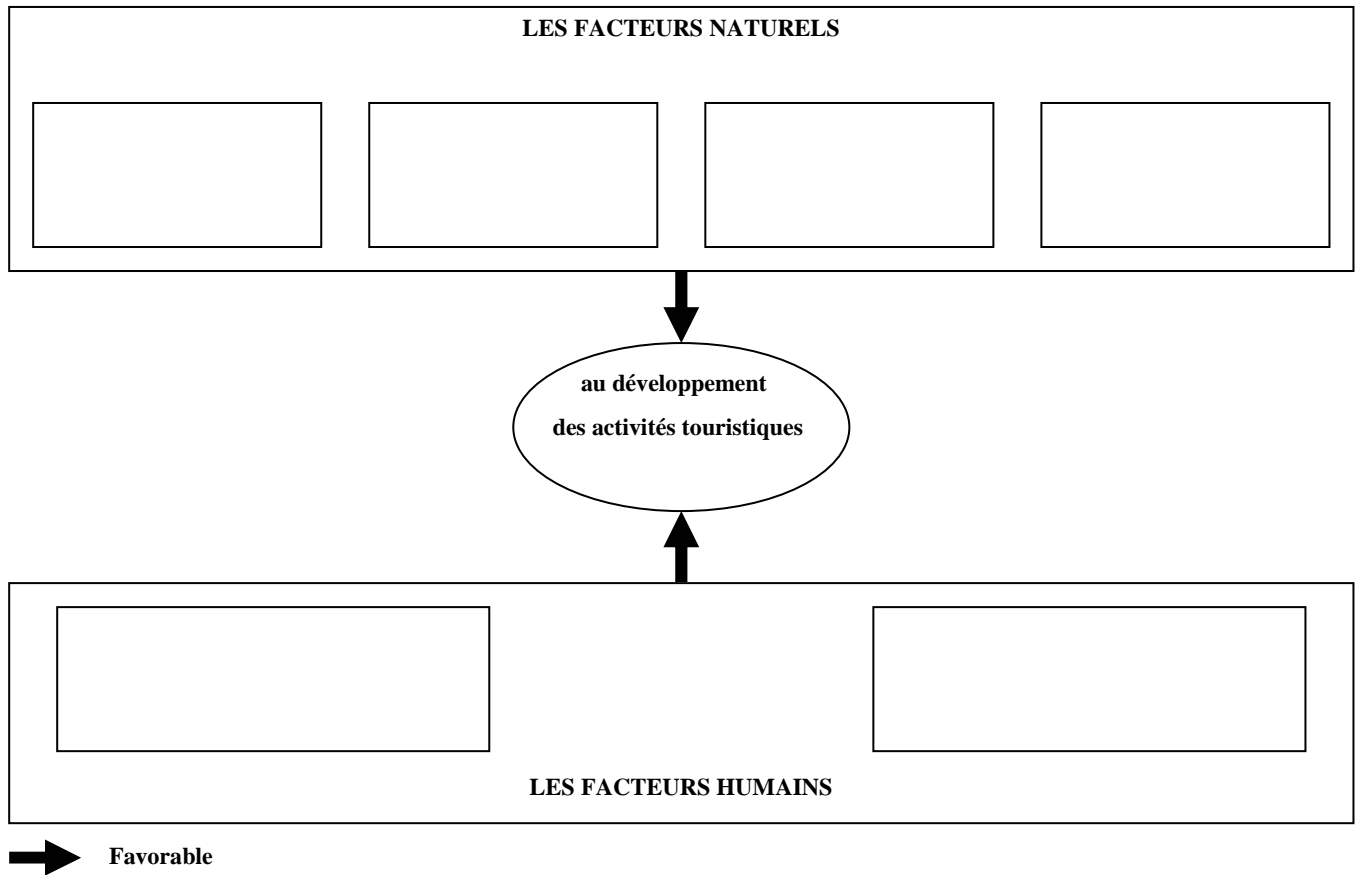 LES FACTEURS NATURELS
au développement
des activités touristiques
LES FACTEURS HUMAINS
Favorable